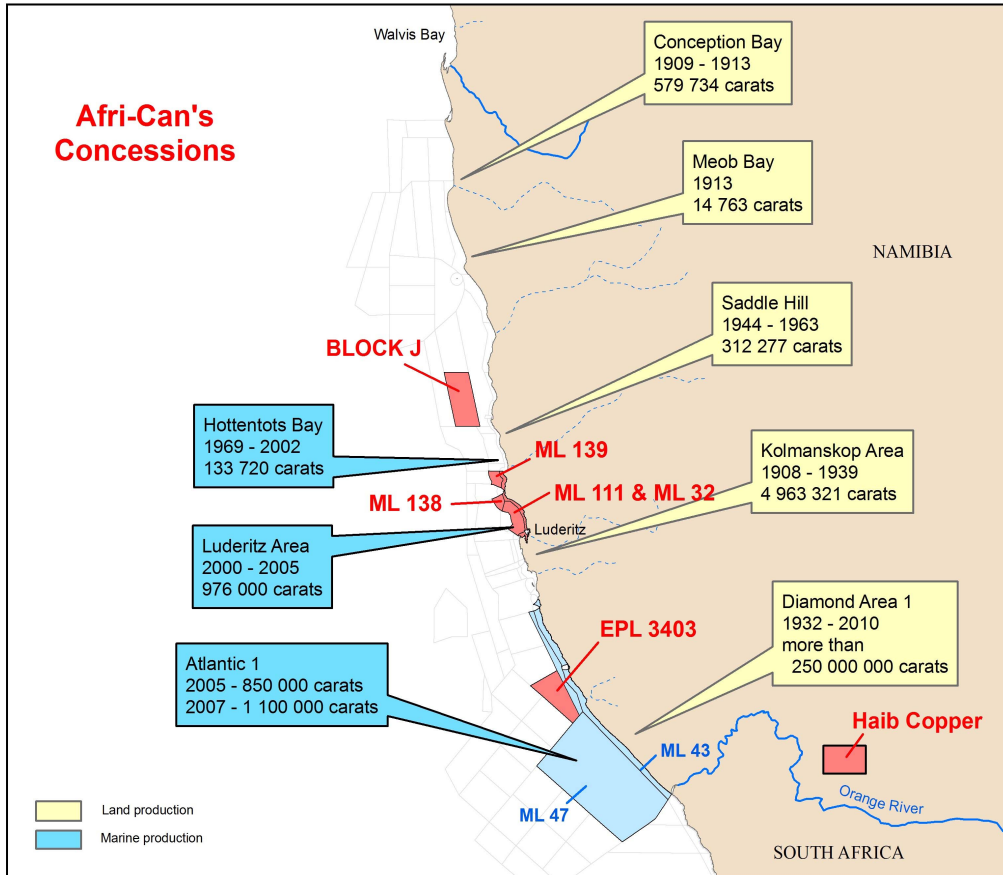 Walvis Bay
Afri-Can's
Concessions
Conception Bay
1909 - 1913
579 734 carats
Meob Bay
1913
14 763 carats
NAMIBIA
Saddle Hill
1944 - 1963
312 277 carats
BLOCK J
Hottentots Bay
1969 - 2002
133 720 carats
ML 139
Kolmanskop Area
1908 - 1939
4 963 321 carats
ML 138
ML 111 & ML 32
Luderitz
Luderitz Area
2000 - 2005
976 000 carats
Diamond Area 1
1932 - 2010
more than
250 000 000 carats
EPL 3403
Atlantic 1
2005 - 850 000 carats
2007 - 1 100 000 carats
Haib Copper
ML 43
ML 47
Orange River
Land production
Marine production
SOUTH AFRICA